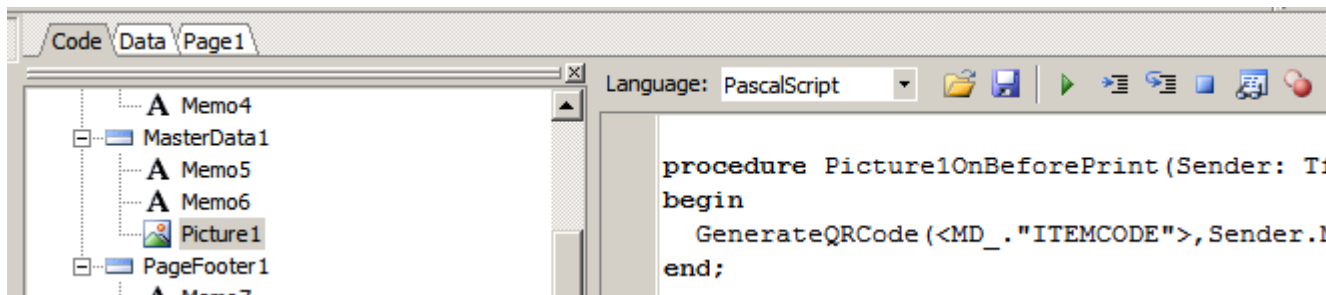 Code Data Page1
Language: PascalScript
Memo4
MasterData1
Memo5
Memo6
Picture1
PageFooter1
procedure Picture1OnBeforePrint(Sender:
begin
GenerateQRCode(<MD_."ITEMCODE">,Sender.
end;